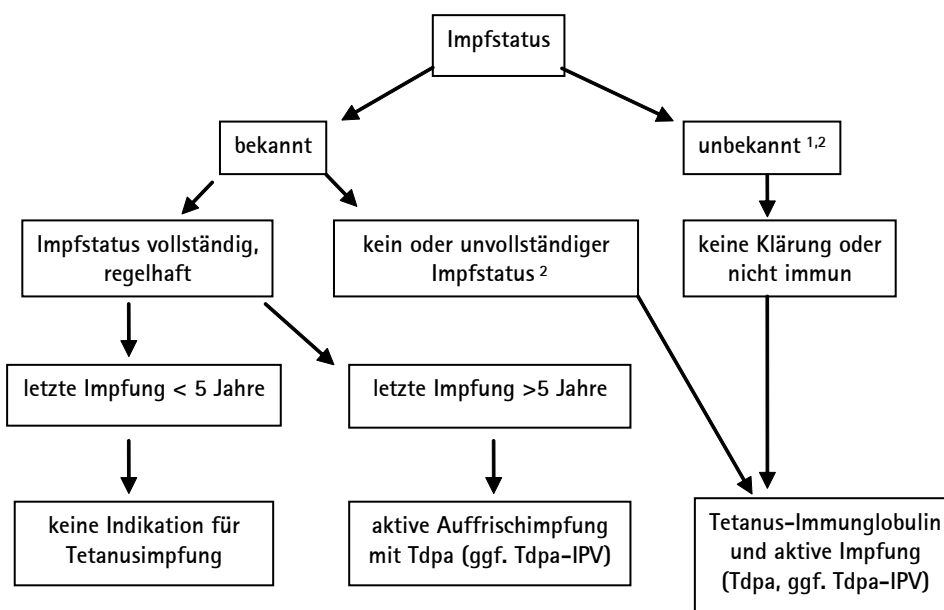 Impfstatus
bekannt
unbekannt 1,2
Impfstatus vollständig,
regelhaft
kein oder unvollständiger
Impfstatus 2
keine Klärung oder
nicht immun
letzte Impfung < 5 Jahre
letzte Impfung >5 Jahre
keine Indikation für
Tetanusimpfung
aktive Auffrischimpfung
mit Tdpa (ggf. Tdpa-IPV)
Tetanus-Immunglobulin
und aktive Impfung
(Tdpa, ggf. Tdpa-IPV)